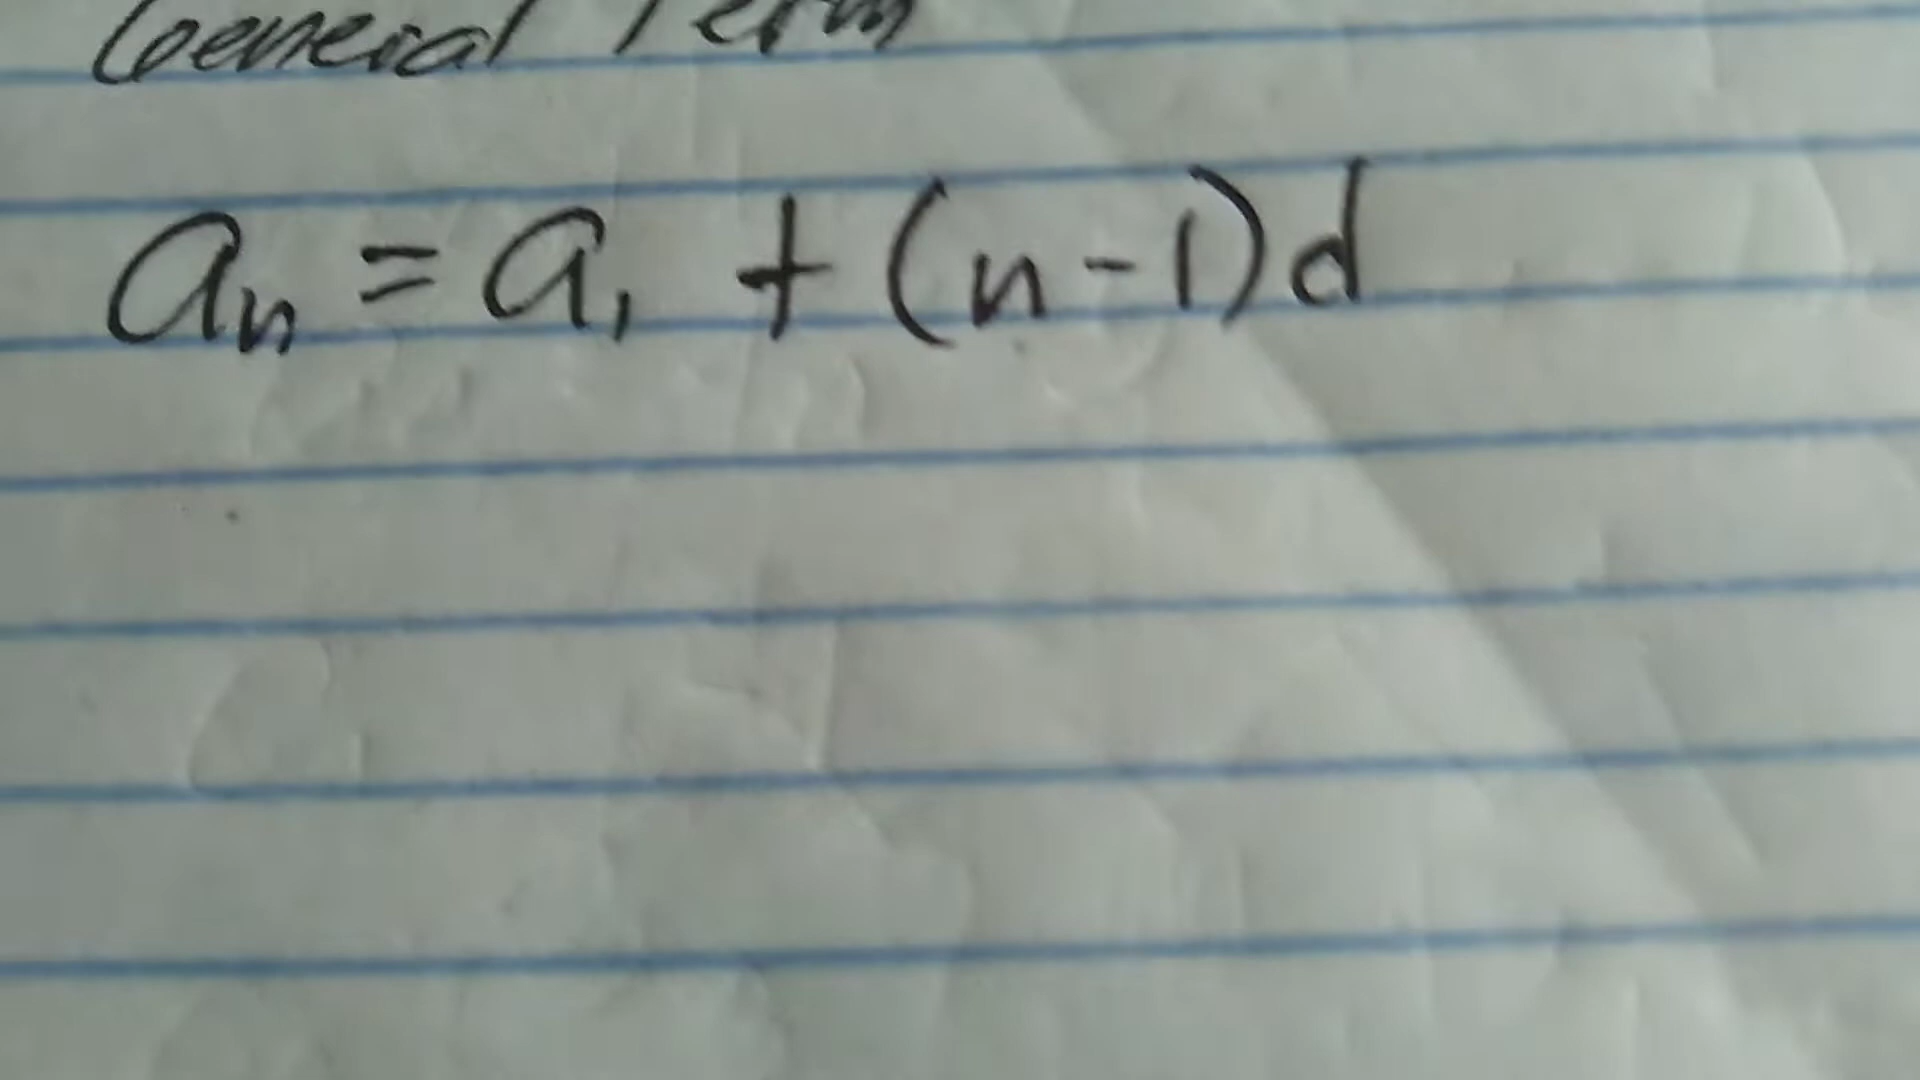 General Term
aₙ = a₁ + (n-1)d